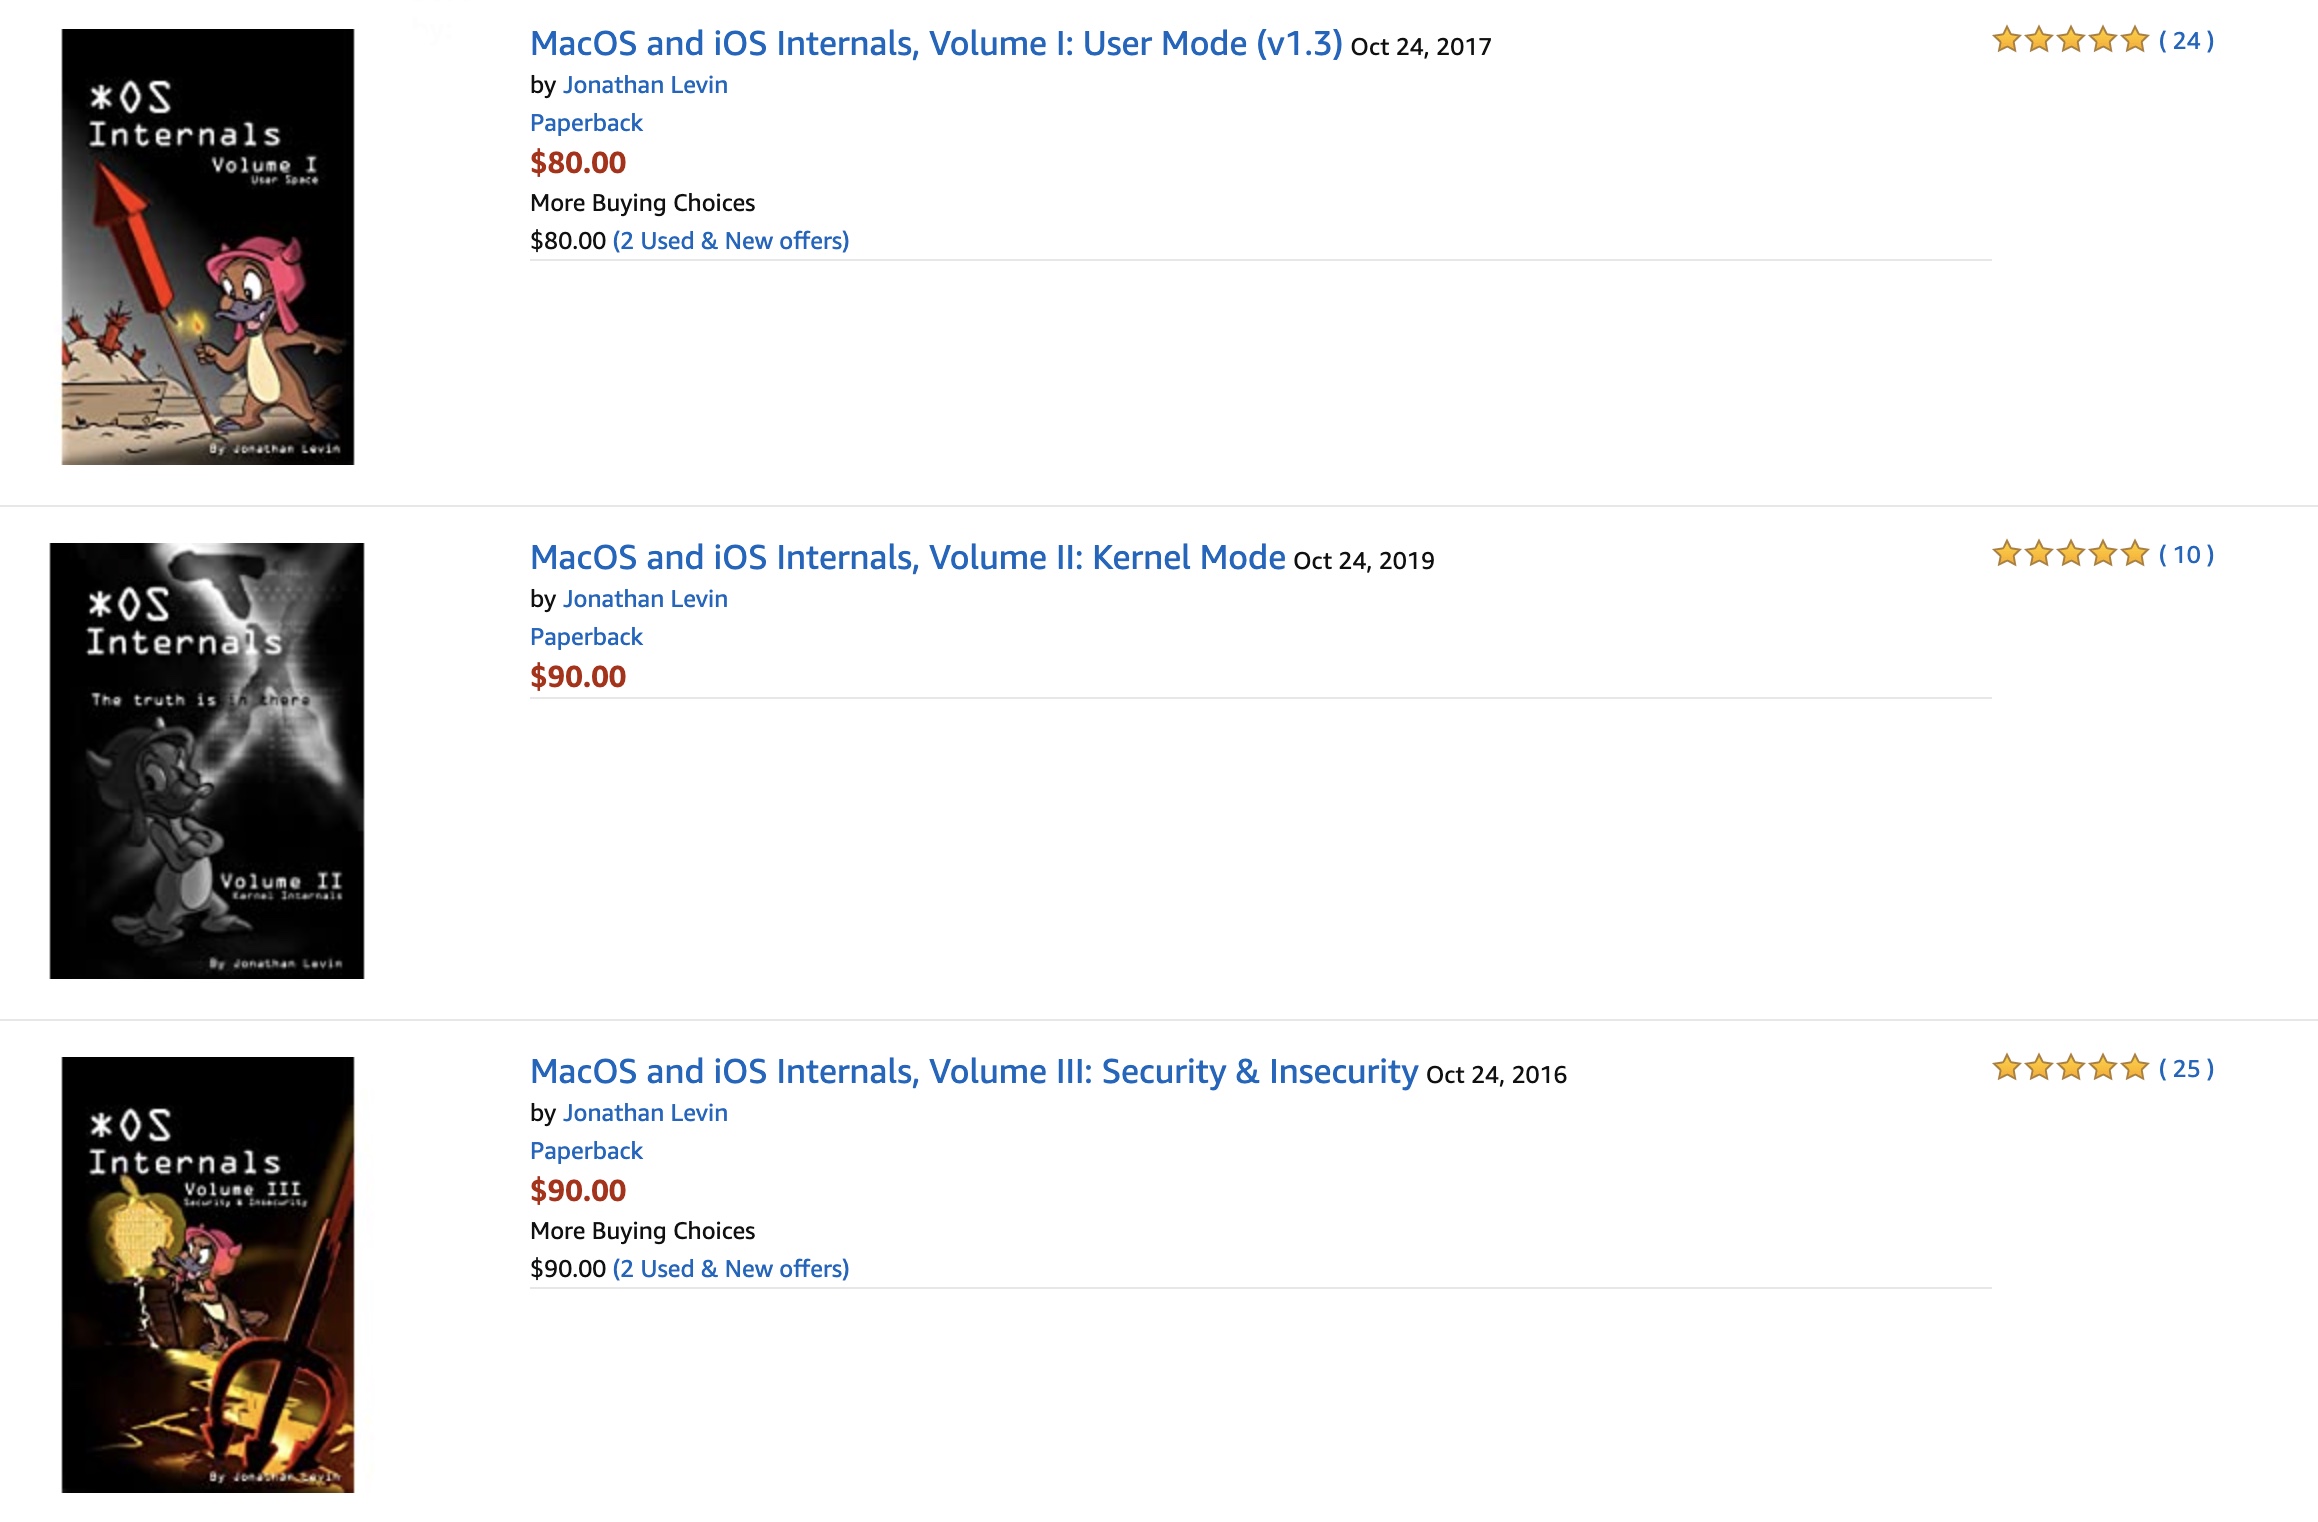 *OS
Internals
Volume I
User Space
By Jonathan Levin
MacOS and iOS Internals, Volume I: User Mode (v1.3) Oct 24, 2017
by Jonathan Levin
Paperback
$80.00
More Buying Choices
$80.00 (2 Used & New offers)
( 24 )
*OS
Internals
The truth is in there
Volume II
Kernel Internals
By Jonathan Levin
MacOS and iOS Internals, Volume II: Kernel Mode Oct 24, 2019
by Jonathan Levin
Paperback
$90.00
( 10 )
*OS
Internals
Volume III
Security & Insecurity
By Jonathan Levin
MacOS and iOS Internals, Volume III: Security & Insecurity Oct 24, 2016
by Jonathan Levin
Paperback
$90.00
More Buying Choices
$90.00 (2 Used & New offers)
( 25 )